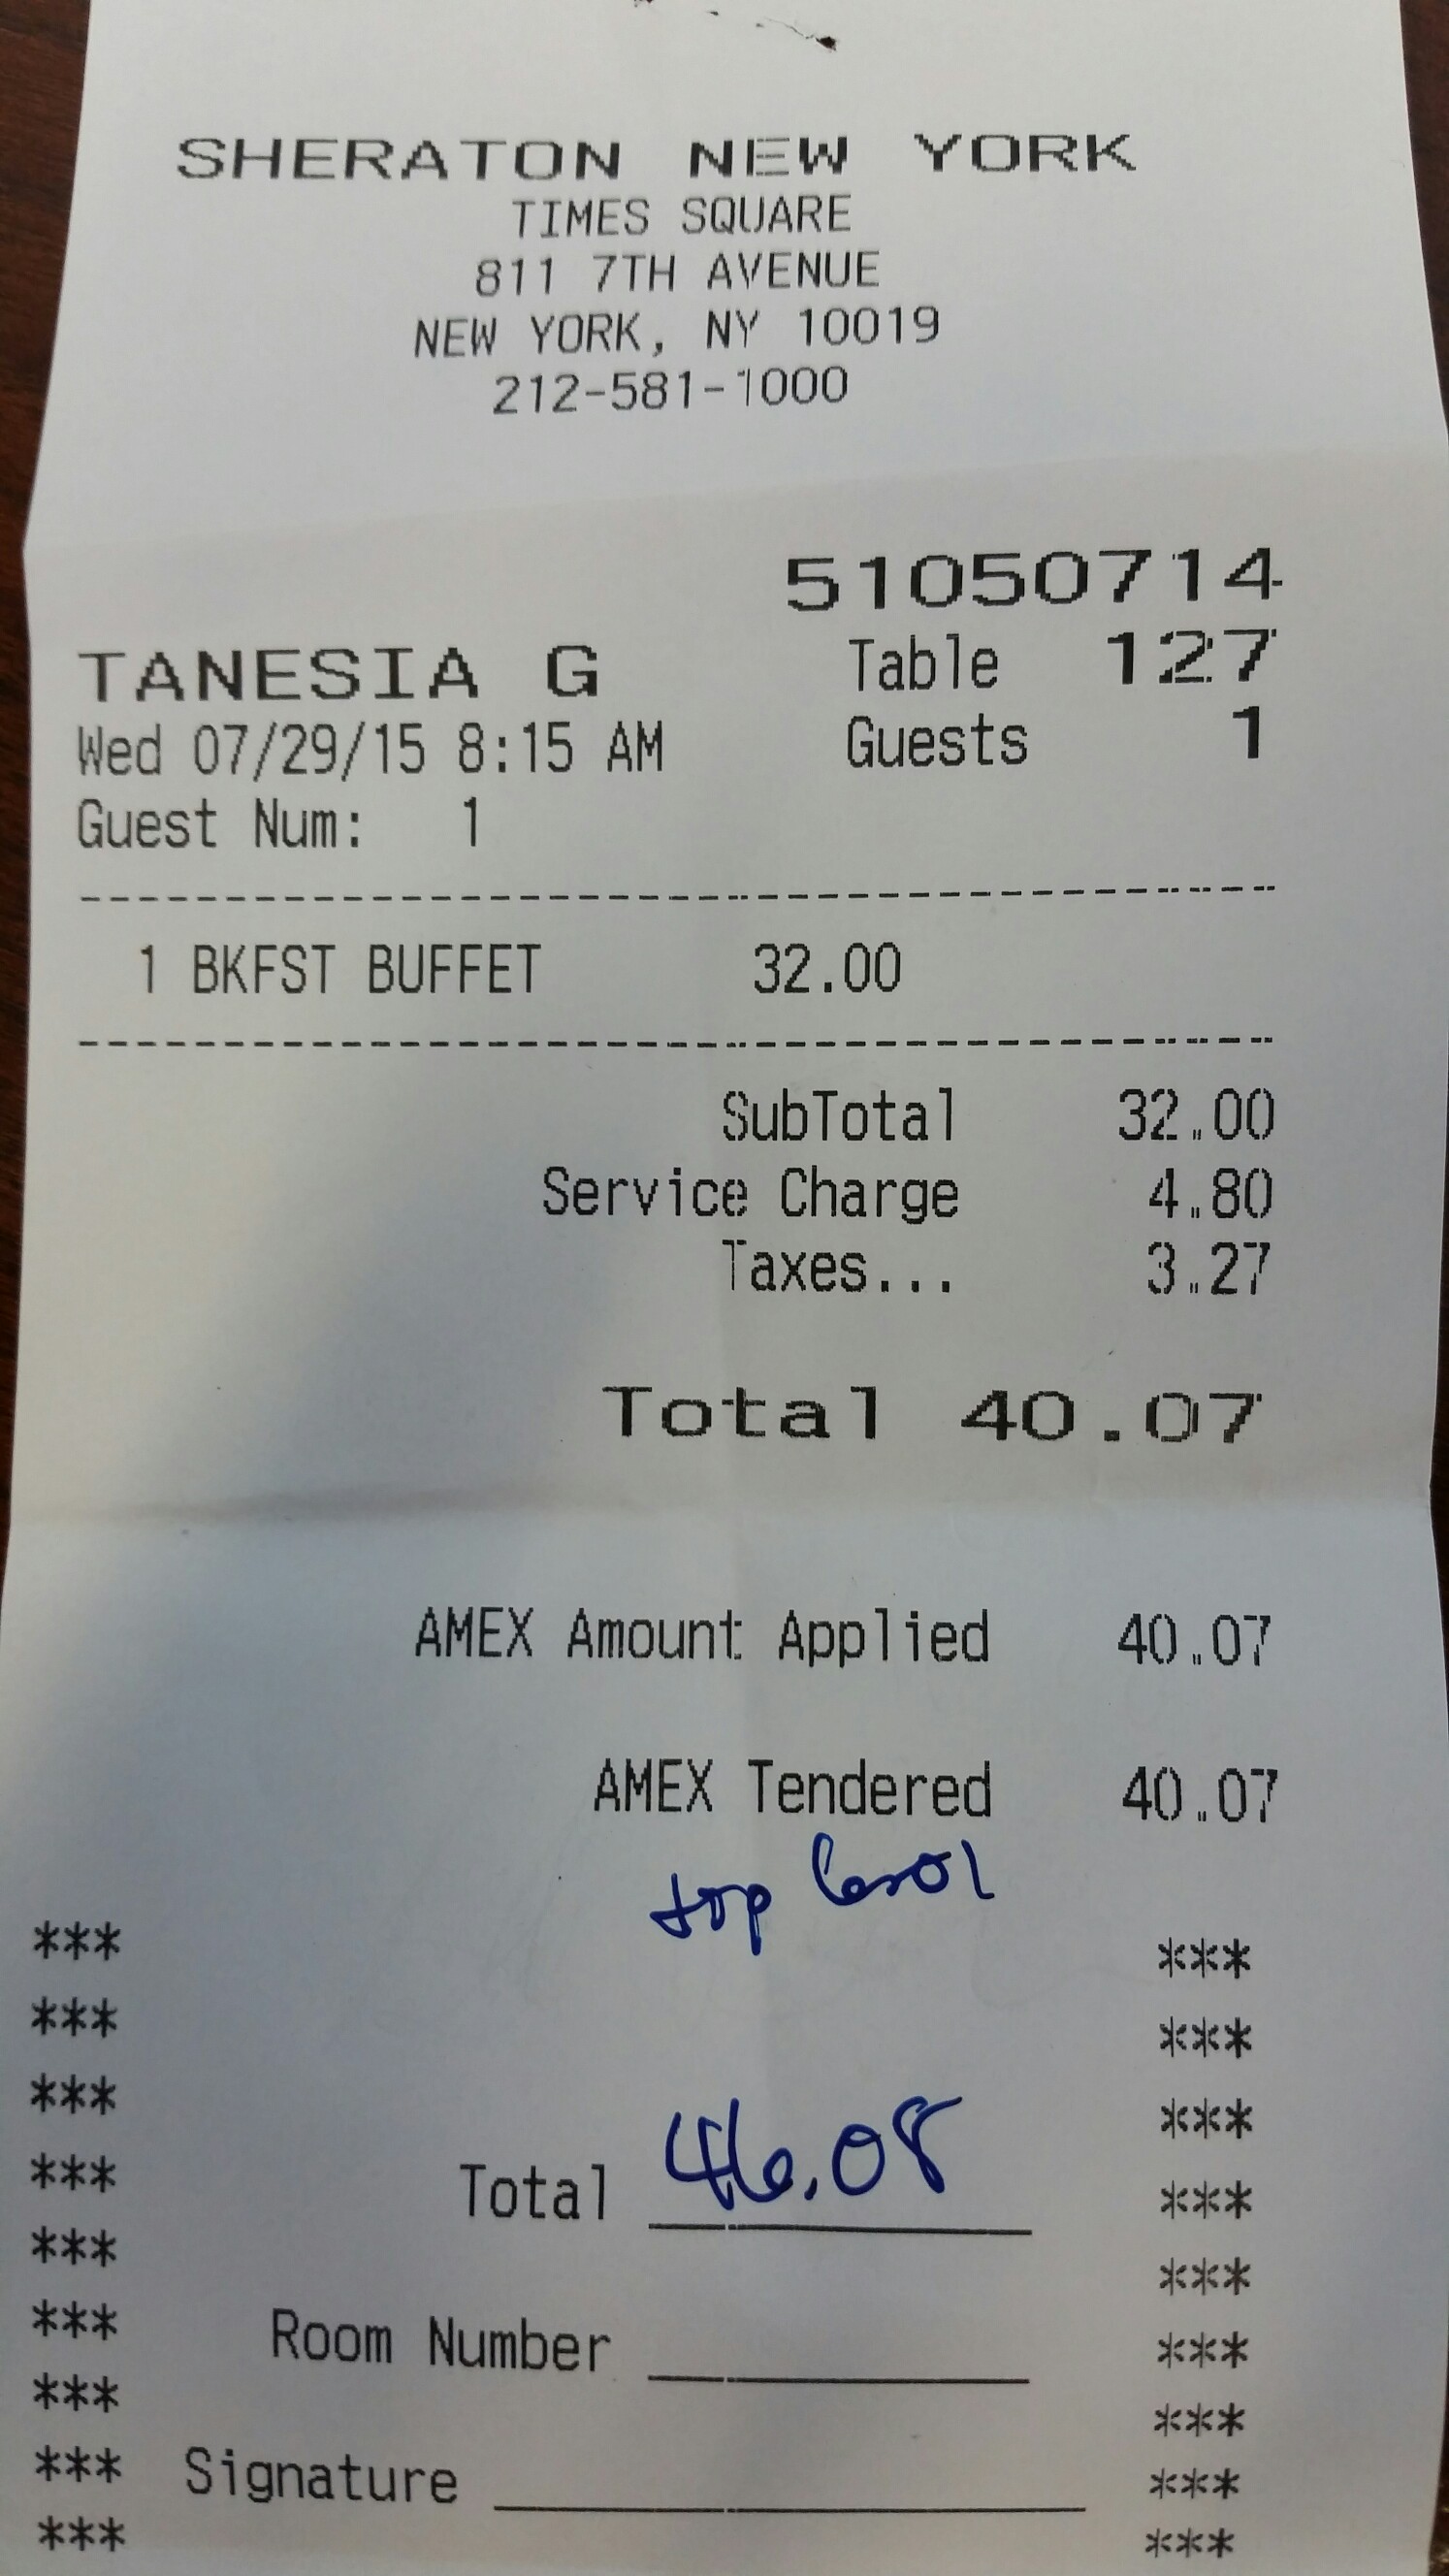 SHERATON NEW YORK
TIMES SQUARE
811 7TH AVENUE
NEW YORK, NY 10019
212-581-1000
51050714
TANESIA G Table 127
Wed 07/29/15 8:15 AM Guests 1
Guest Num: 1
1 BKFST BUFFET 32.00
SubTotal 32.00
Service Charge 4.80
Taxes... 3.27
Total 40.07
AMEX Amount Applied 40.07
AMEX Tendered 40.07
top
*** ***
*** ***
*** ***
*** Total 46.08 ***
*** ***
*** Room Number ***
*** ***
*** Signature ***
*** ***